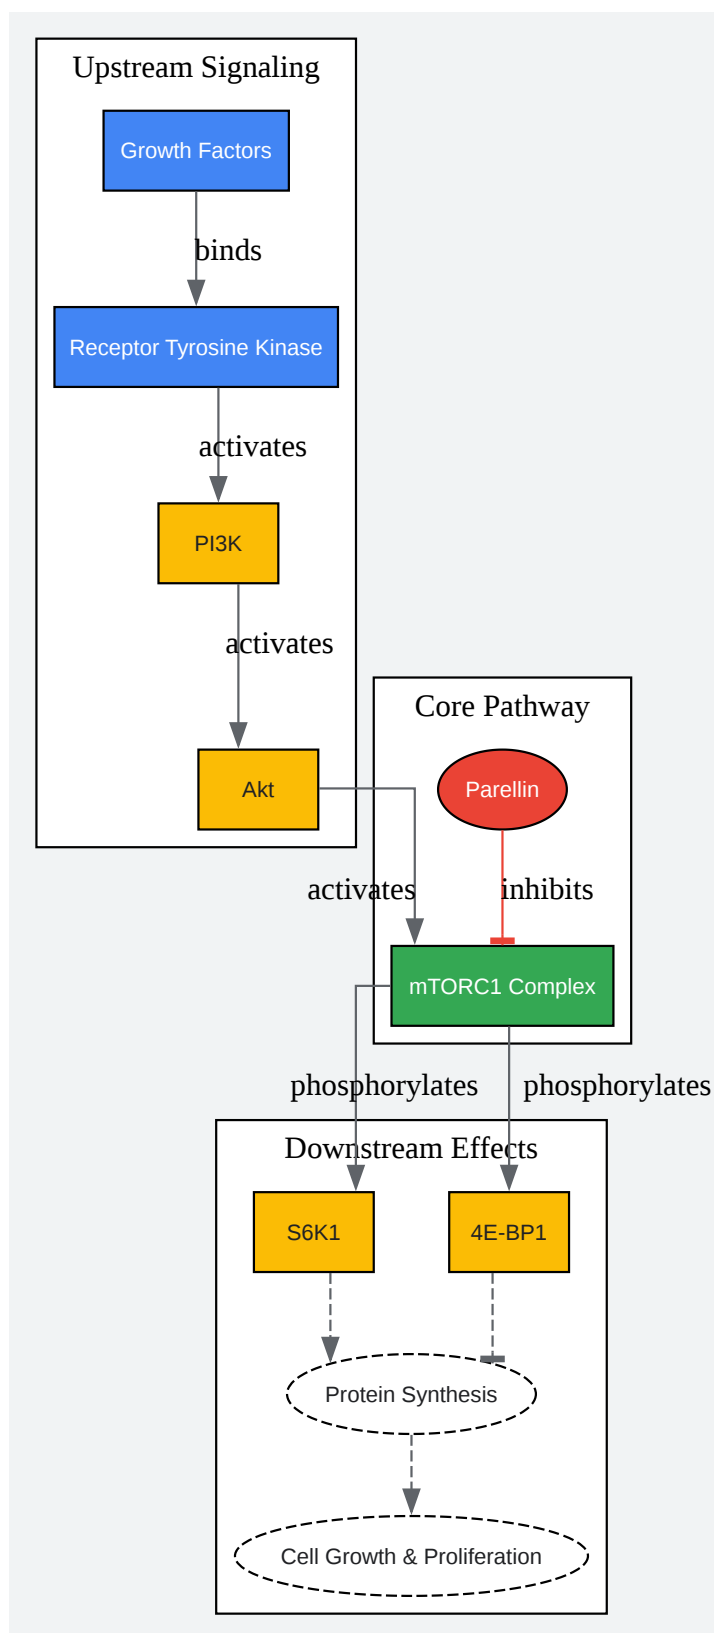 Upstream Signaling
Growth Factors
binds
Receptor Tyrosine Kinase
activates
PI3K
activates
Akt
Core Pathway
Parellin
activates
inhibits
mTORC1 Complex
phosphorylates
phosphorylates
Downstream Effects
S6K1
4E-BP1
Protein Synthesis
Cell Growth & Proliferation